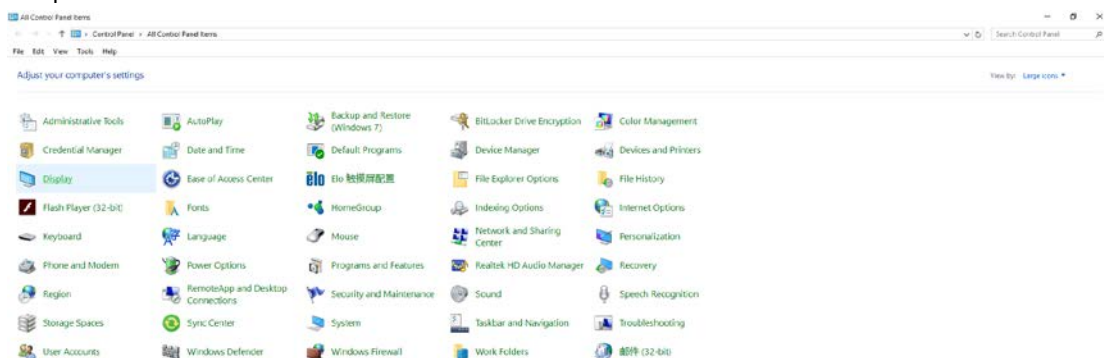 All Control Panel Items
Control Panel › All Control Panel Items
Search Control Panel
File Edit View Tools Help
Adjust your computer's settings
View by: Large icons
Administrative Tools
AutoPlay
Backup and Restore
(Windows 7)
BitLocker Drive Encryption
Color Management
Credential Manager
Date and Time
Default Programs
Device Manager
Devices and Printers
Display
Ease of Access Center
elo
Elo 触摸屏配置
File Explorer Options
File History
Flash Player (32-bit)
Fonts
HomeGroup
Indexing Options
Internet Options
Keyboard
Language
Mouse
Network and Sharing
Center
Personalization
Phone and Modem
Power Options
Programs and Features
Realtek HD Audio Manager
Recovery
Region
RemoteApp and Desktop
Connections
Security and Maintenance
Sound
Speech Recognition
Storage Spaces
Sync Center
System
Taskbar and Navigation
Troubleshooting
User Accounts
Windows Defender
Windows Firewall
Work Folders
邮件 (32-bit)